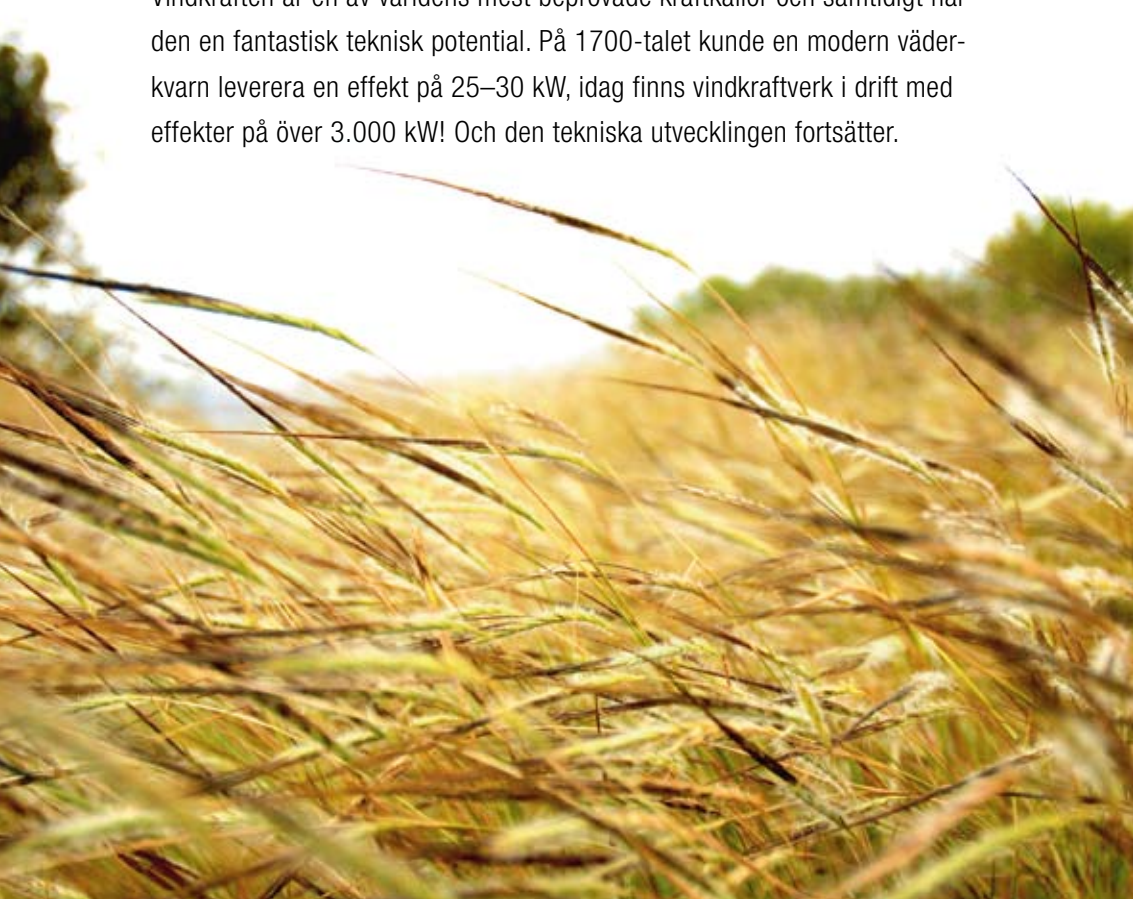 Vindkraften är en av världens mest beprövade kraftkällor och samtidigt har
den en fantastisk teknisk potential. På 1700-talet kunde en modern väder-
kvarn leverera en effekt på 25–30 kW, idag finns vindkraftverk i drift med
effekter på över 3.000 kW! Och den tekniska utvecklingen fortsätter.